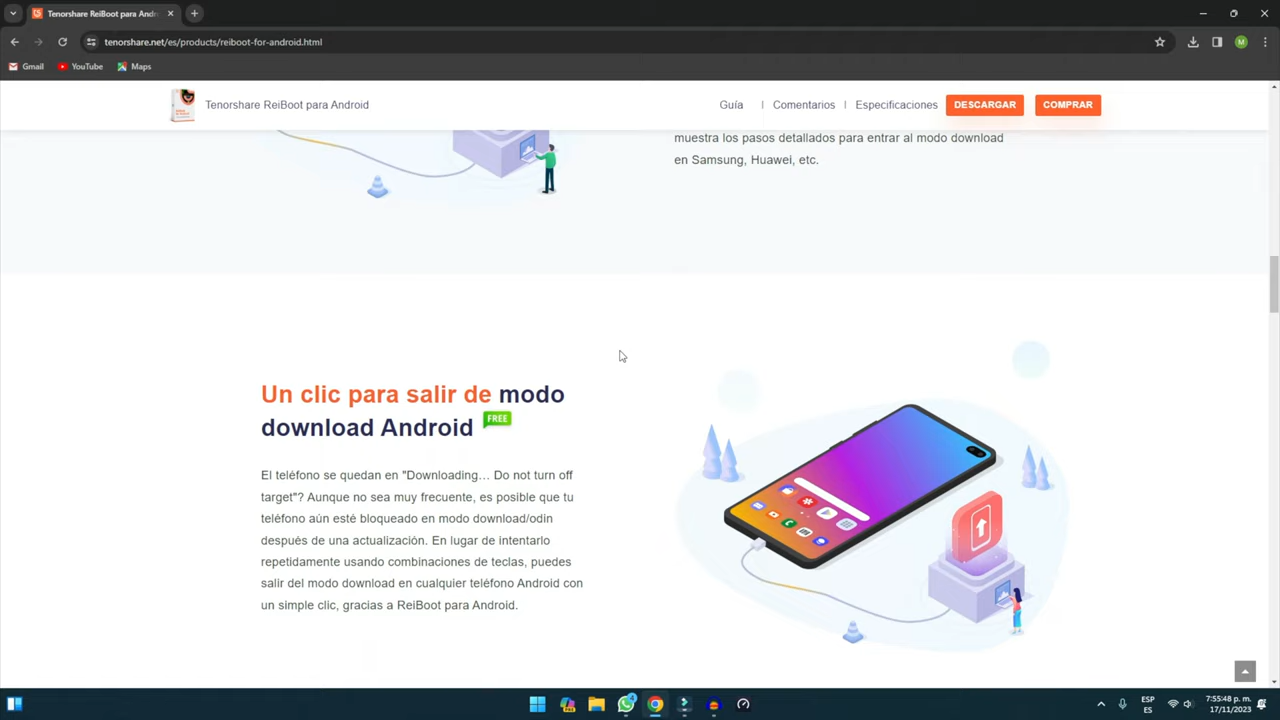 Tenorshare ReiBoot para Andr
tenorshare.net/es/products/reiboot-for-android.html
Gmail
YouTube
Maps
M
Tenorshare ReiBoot para Android
Guía
Comentarios
Especificaciones
DESCARGAR
COMPRAR
muestra los pasos detallados para entrar al modo download
en Samsung, Huawei, etc.
Un clic para salir de modo
download Android FREE
El teléfono se quedan en "Downloading… Do not turn off
target"? Aunque no sea muy frecuente, es posible que tu
teléfono aún esté bloqueado en modo download/odin
después de una actualización. En lugar de intentarlo
repetidamente usando combinaciones de teclas, puedes
salir del modo download en cualquier teléfono Android con
un simple clic, gracias a ReiBoot para Android.
4
ESP
ES
7:55:48 p. m.
17/11/2023